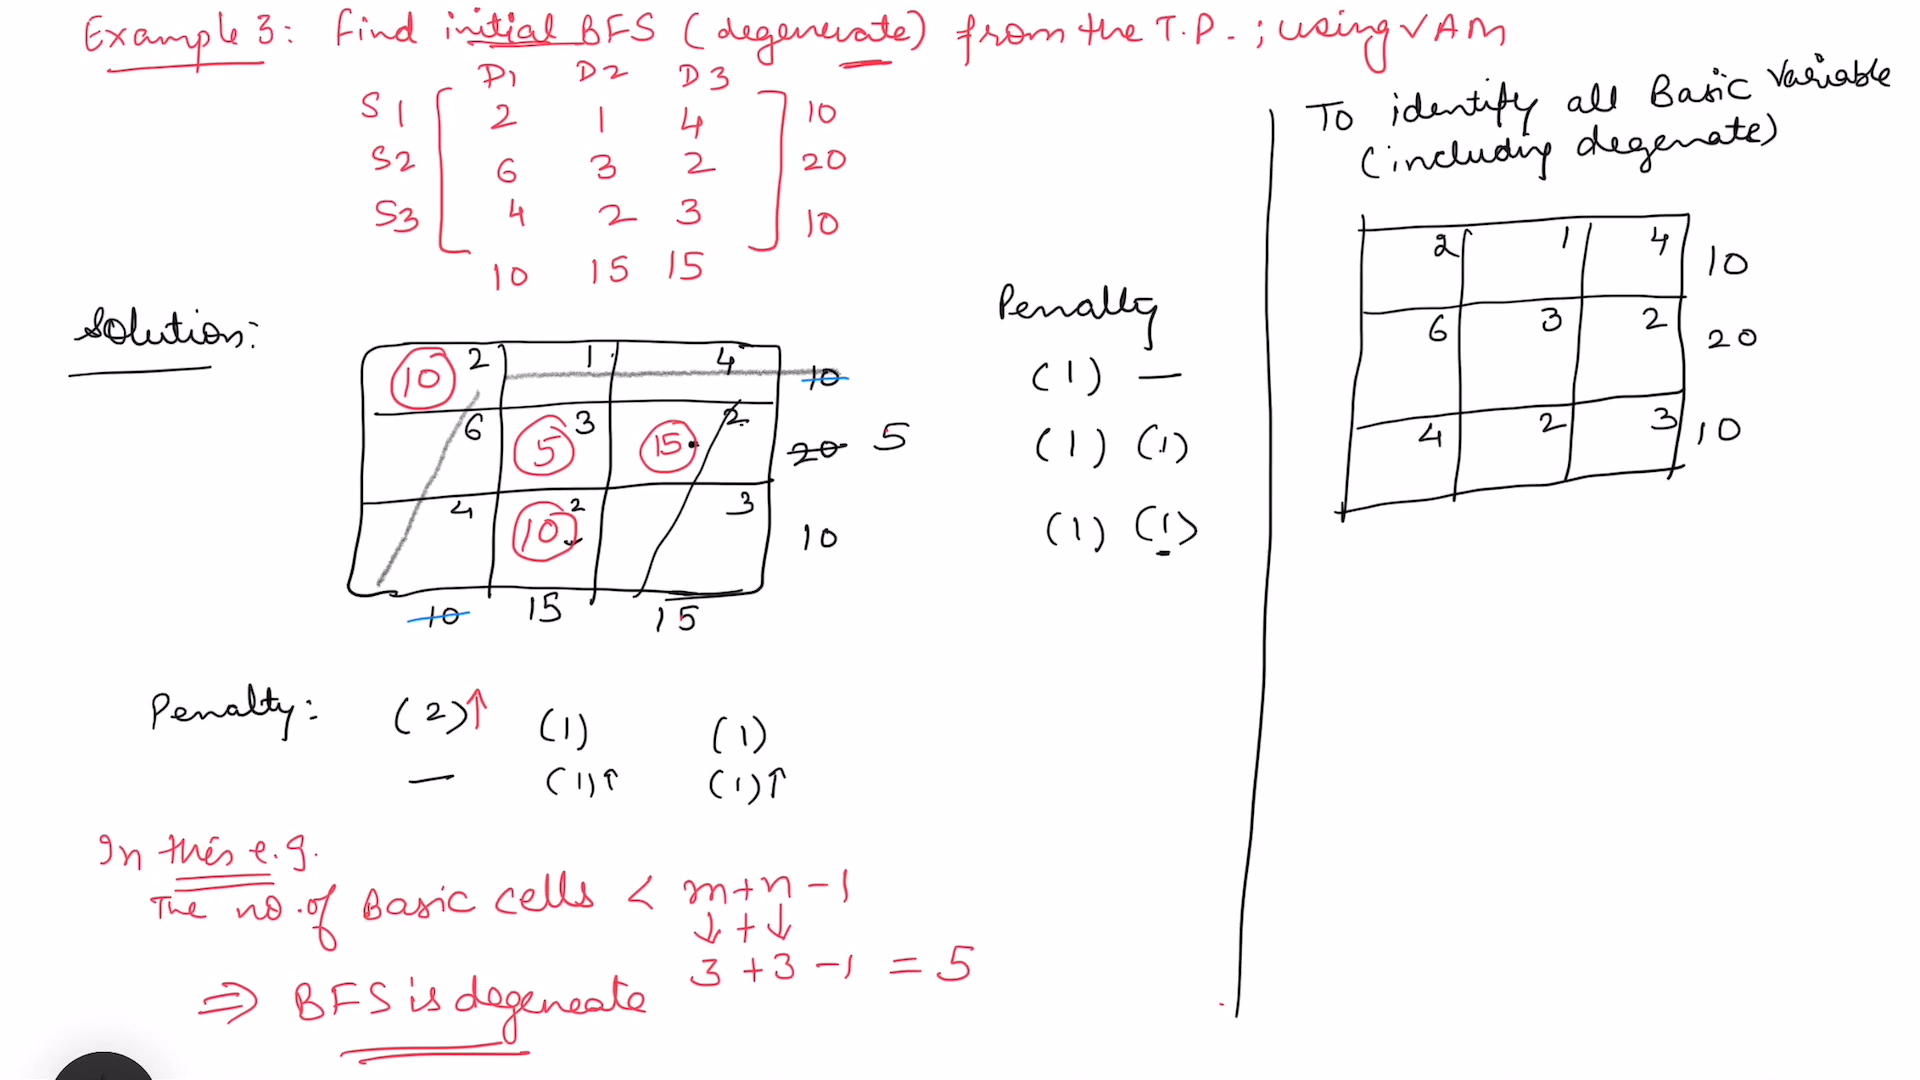 Example 3: Find initial BFS (degenerate) from the T.P. ; using VAM
D1 D2 D3
S1 2 1 4 10
S2 6 3 2 20
S3 4 2 3 10
10 15 15
Solution:
10 2 1 4 10
6 5 3 15 2 20 5
4 10 2 3 10
10 15 15
Penalty
(1) —
(1) (1)
(1) (1)
Penalty: (2)↑ (1) (1)
— (1)↑ (1)↑
In this e.g.
The no. of Basic cells < m+n-1
↓ + ↓
3 + 3 - 1 = 5
⇒ BFS is degeneate
To identify all Basic Variable
(including degenate)
2 1 4 10
6 3 2 20
4 2 3 10